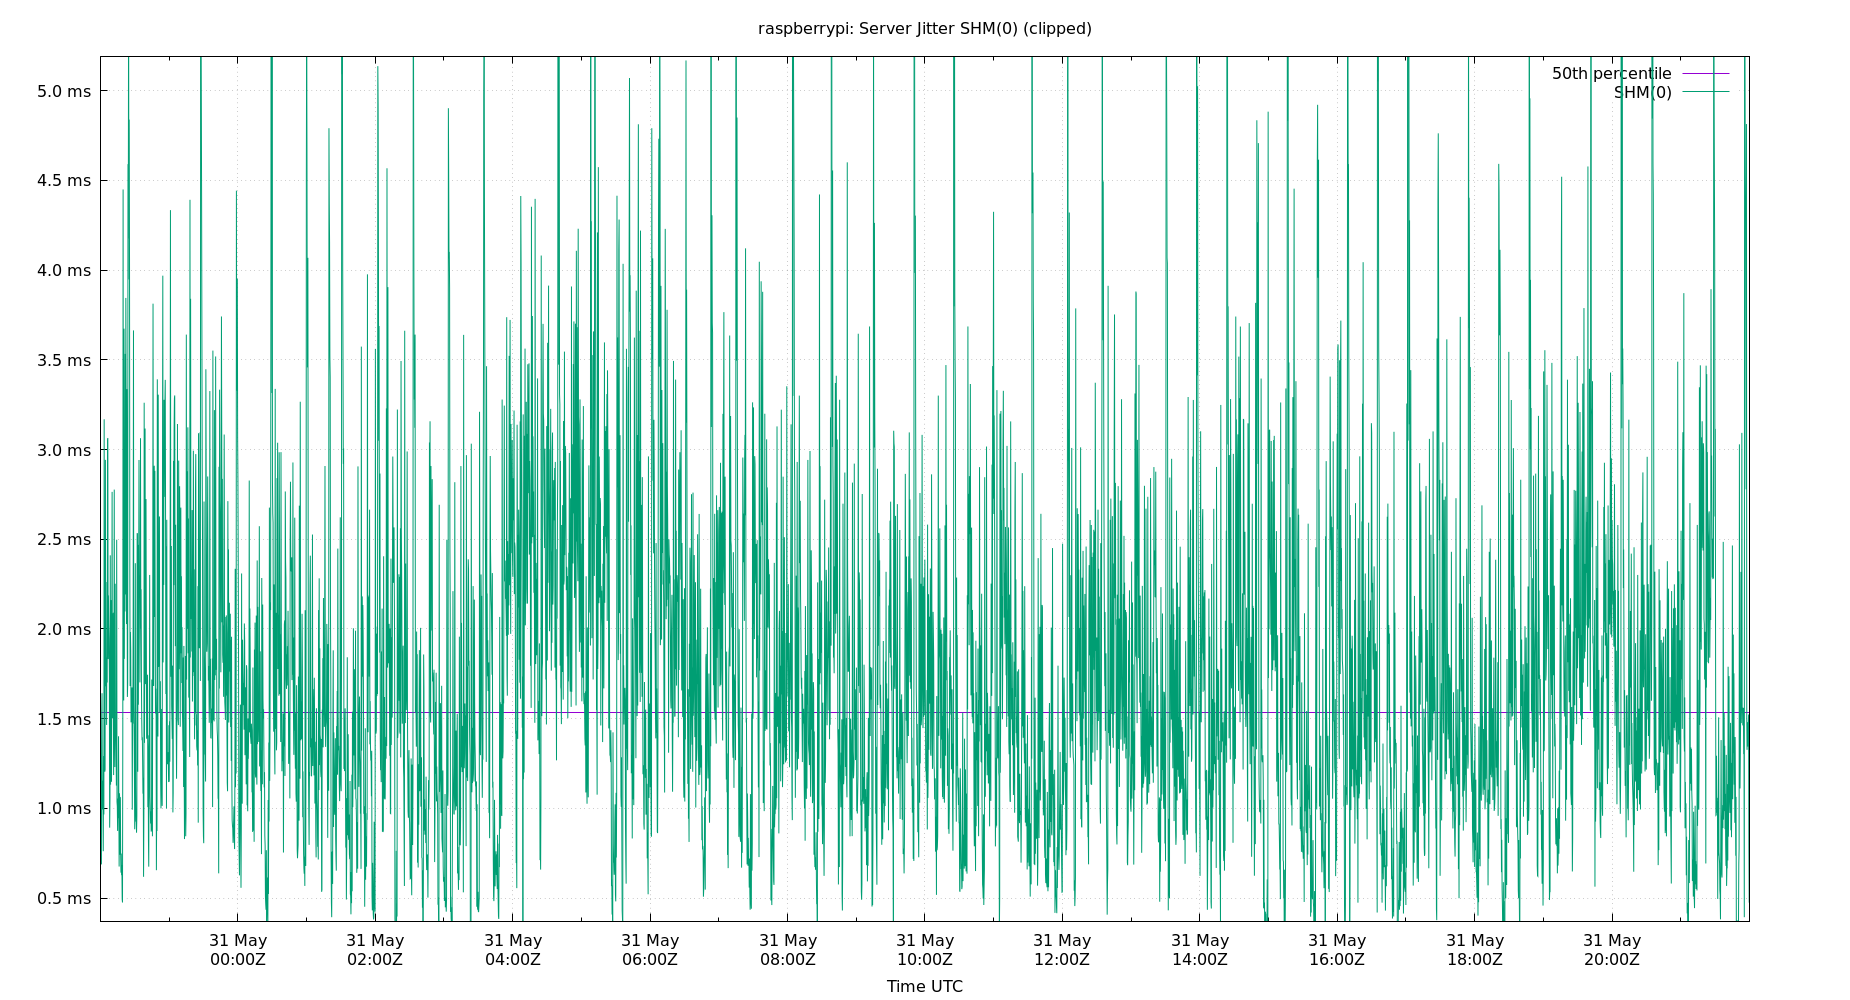 raspberrypi: Server Jitter SHM(0) (clipped)
50th percentile
SHM(0)
5.0 ms
4.5 ms
4.0 ms
3.5 ms
3.0 ms
2.5 ms
2.0 ms
1.5 ms
1.0 ms
0.5 ms
31 May 31 May 31 May 31 May 31 May 31 May 31 May 31 May 31 May 31 May 31 May
00:00Z 02:00Z 04:00Z 06:00Z 08:00Z 10:00Z 12:00Z 14:00Z 16:00Z 18:00Z 20:00Z
Time UTC